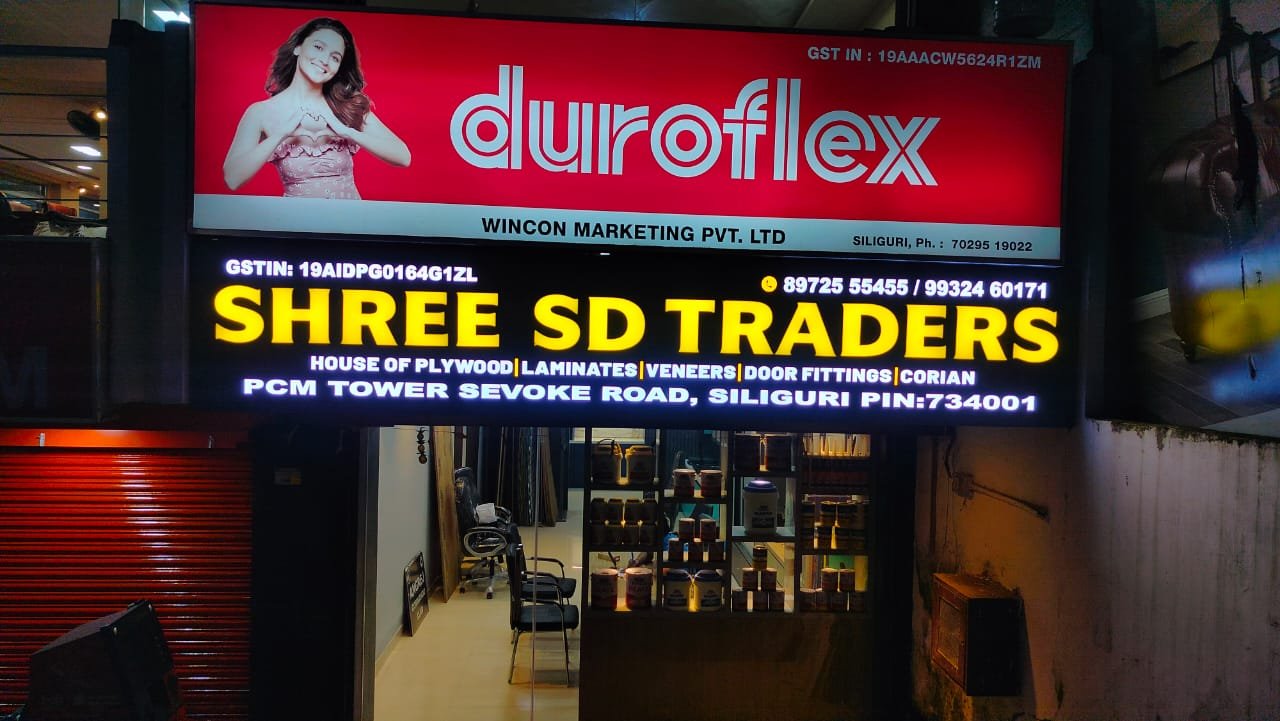 GST IN : 19AAACW5624R1ZM
duroflex
WINCON MARKETING PVT. LTD
SILIGURI, Ph. : 70295 19022
GSTIN: 19AIDPG0164G1ZL
89725 55455 / 99324 60171
SHREE SD TRADERS
HOUSE OF PLYWOOD|LAMINATES|VENEERS|DOOR FITTINGS|CORIAN
PCM TOWER SEVOKE ROAD, SILIGURI PIN:734001